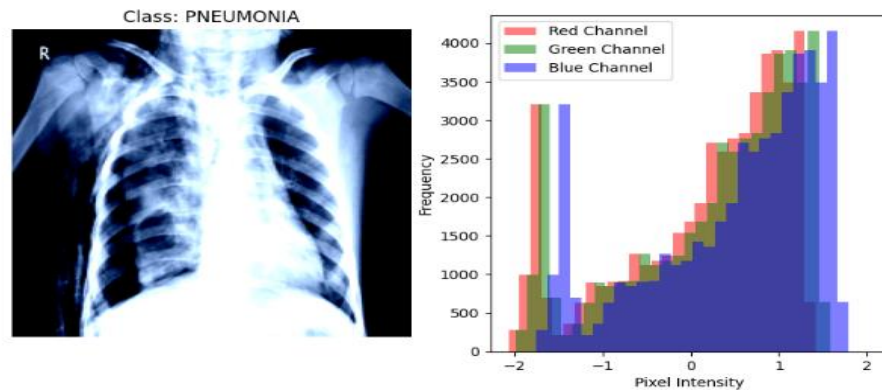 Class: PNEUMONIA
R
Red Channel
Green Channel
Blue Channel
Frequency
4000
3500
3000
2500
2000
1500
1000
500
0
−2
−1
0
1
2
Pixel Intensity